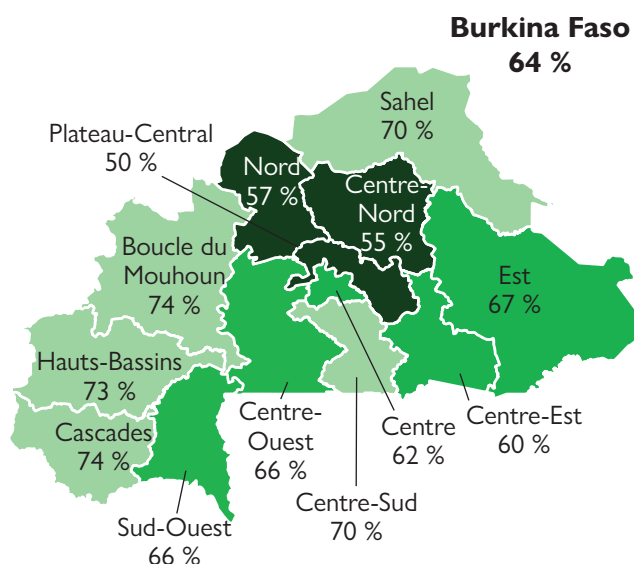 Burkina Faso
64 %
Sahel
70 %
Plateau-Central
50 %
Nord
57 %
Centre-
Nord
55 %
Boucle du
Mouhoun
74 %
Est
67 %
Hauts-Bassins
73 %
Cascades
74 %
Centre-
Ouest
66 %
Centre
62 %
Centre-Est
60 %
Centre-Sud
70 %
Sud-Ouest
66 %